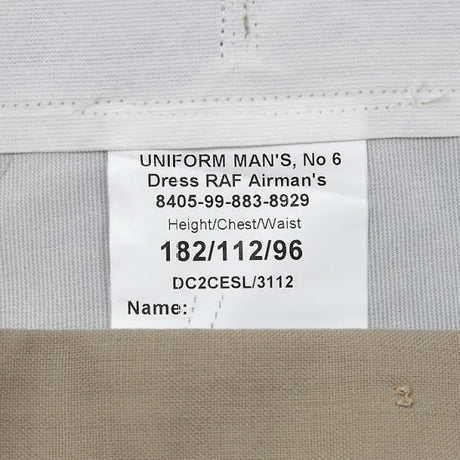 UNIFORM MAN'S, No 6
Dress RAF Airman's
8405-99-883-8929
Height/Chest/Waist
182/112/96
DC2CESL/3112
Name: